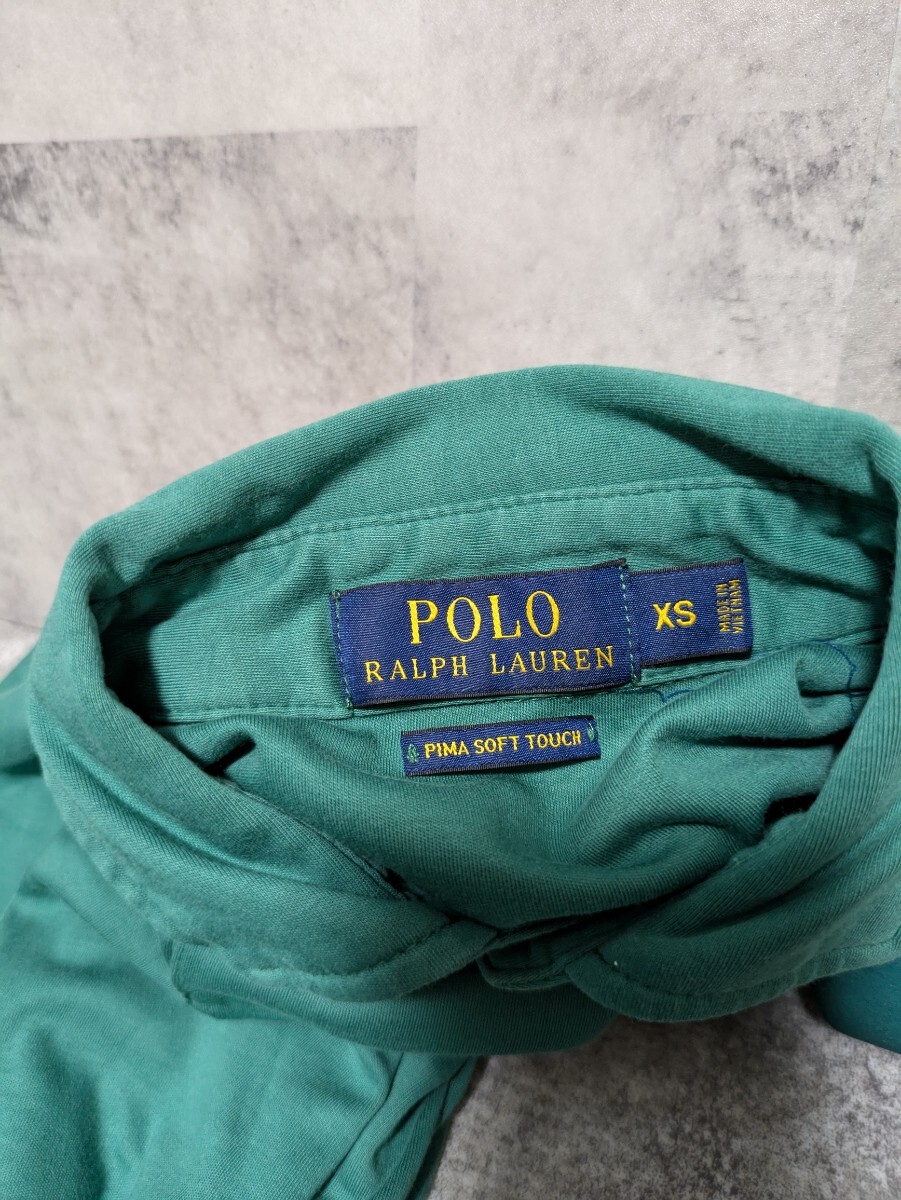 POLO
RALPH LAUREN
XS
MADE IN
VIETNAM
PIMA SOFT TOUCH